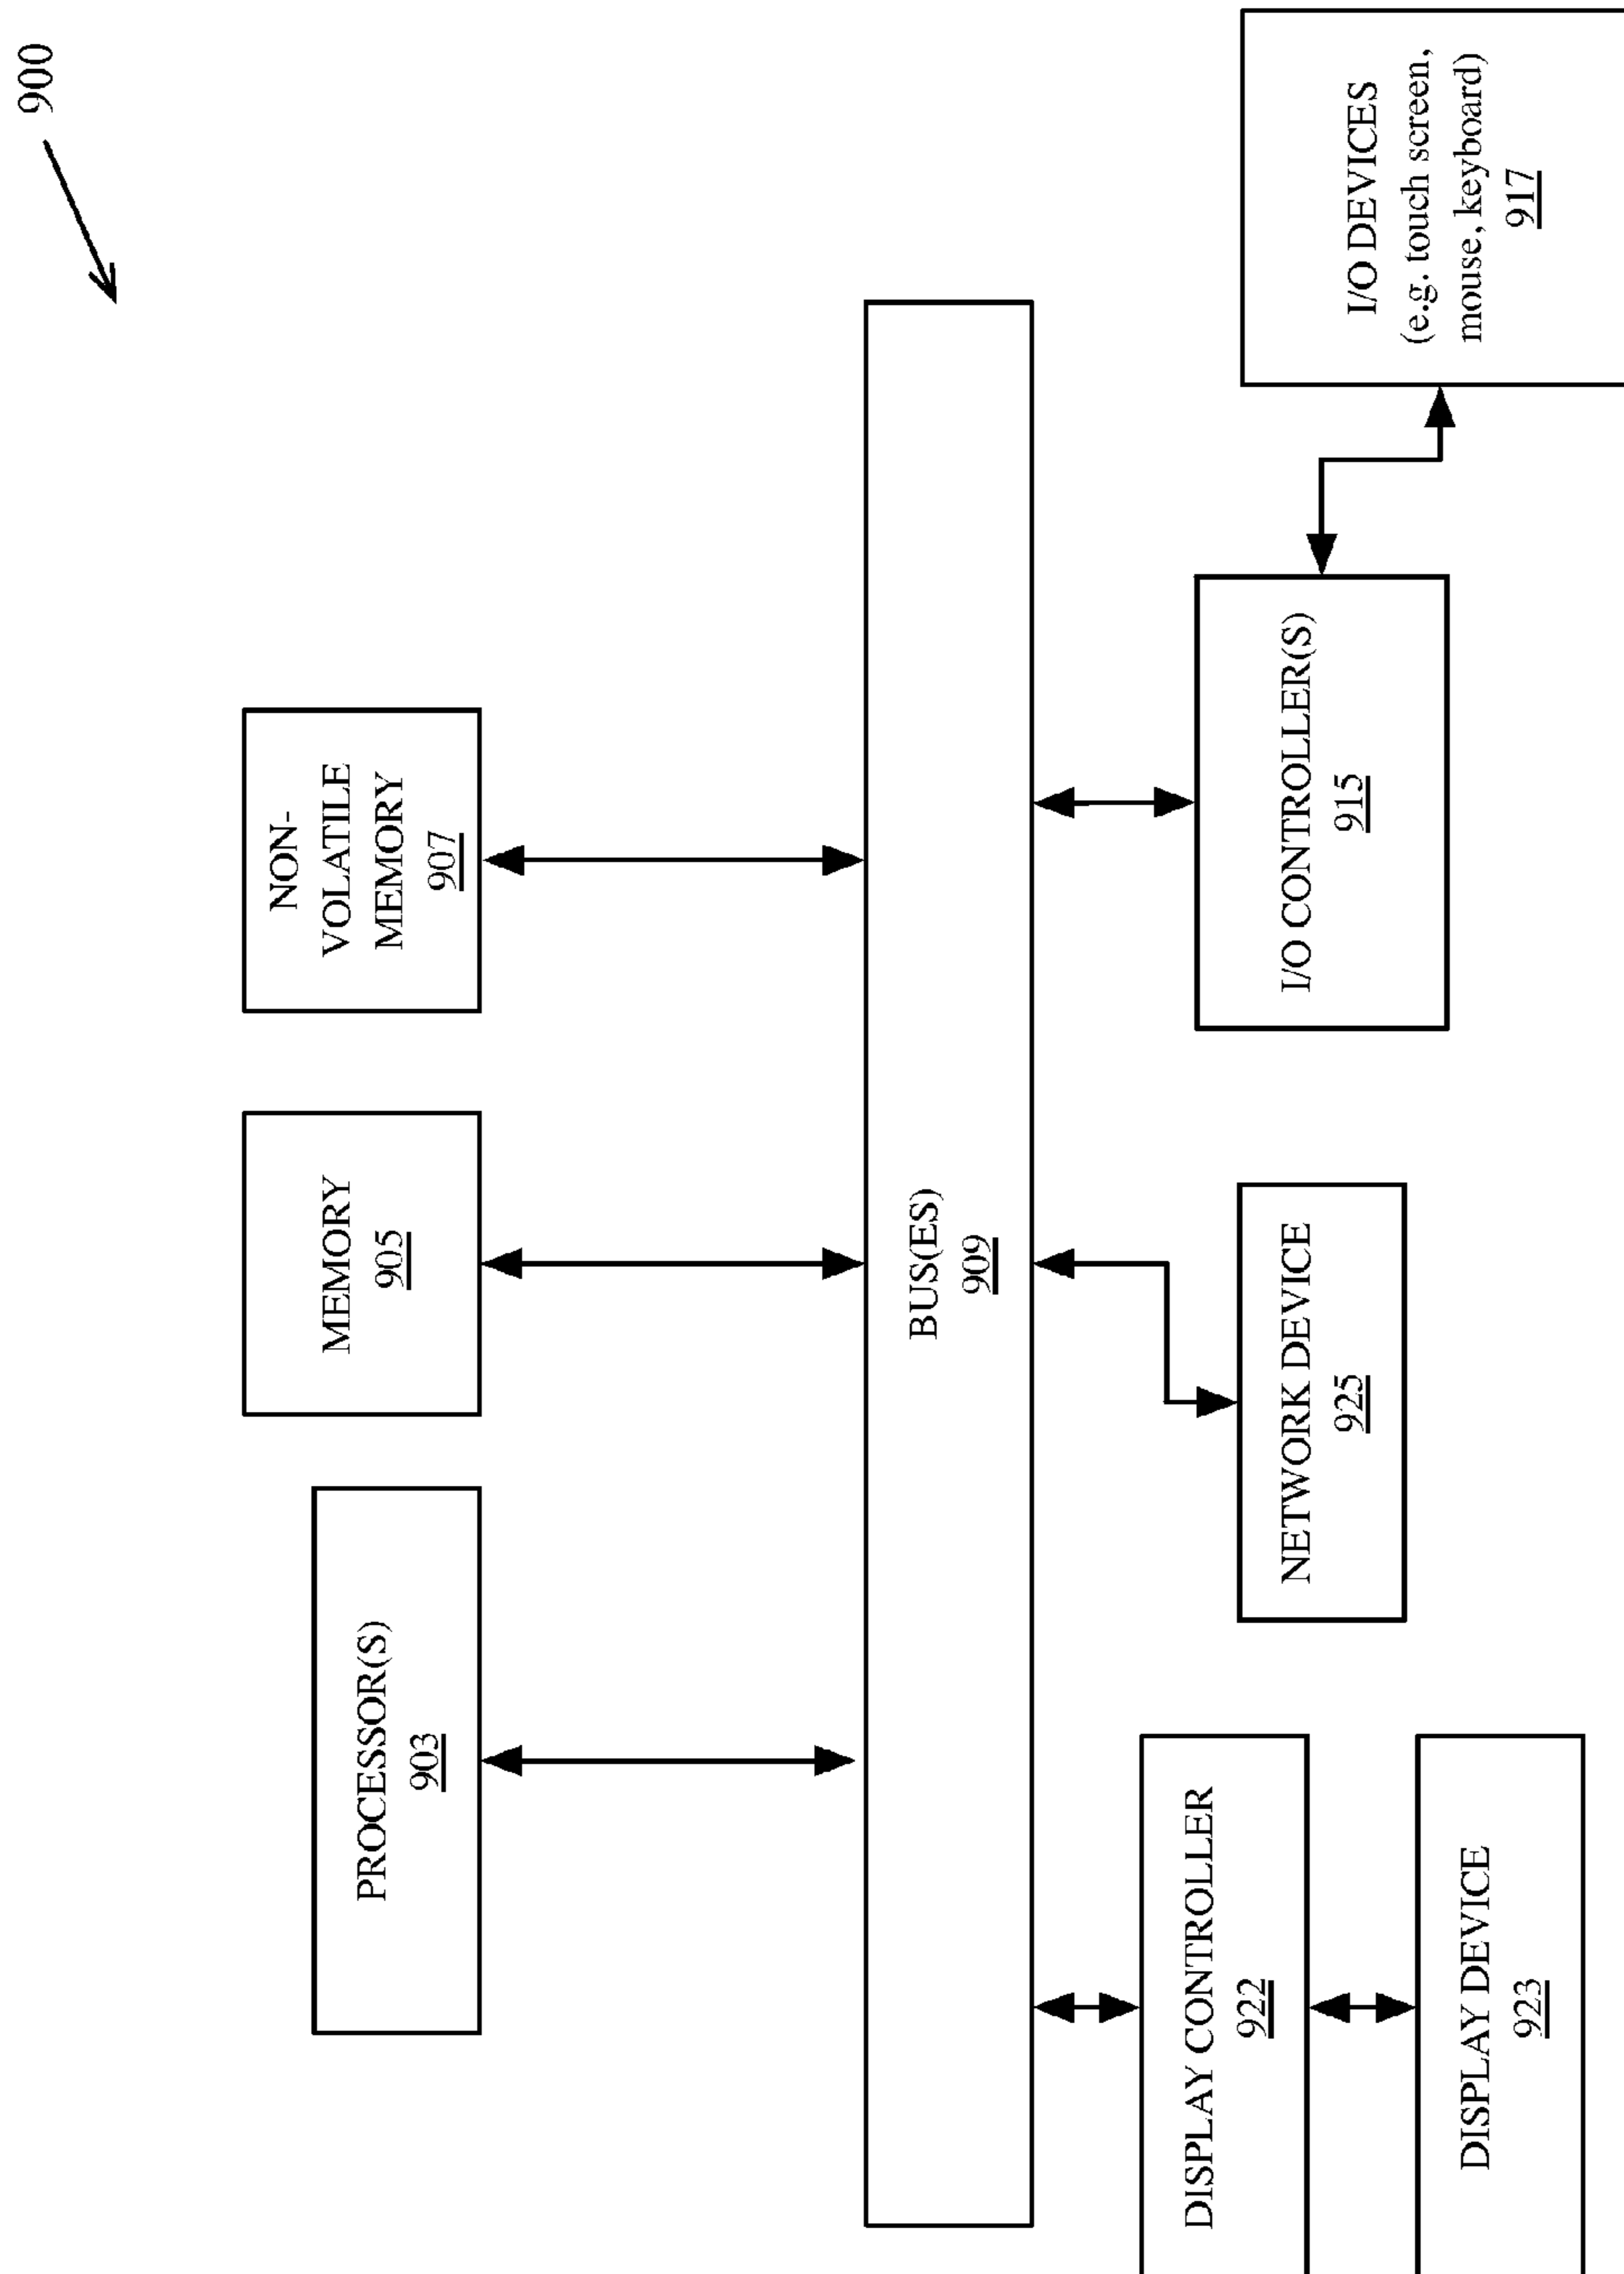 900
PROCESSOR(S)
903
MEMORY
905
NON-
VOLATILE
MEMORY
907
BUS(ES)
909
DISPLAY CONTROLLER
922
DISPLAY DEVICE
923
NETWORK DEVICE
925
I/O CONTROLLER(S)
915
I/O DEVICES
(e.g. touch screen,
mouse, keyboard)
917